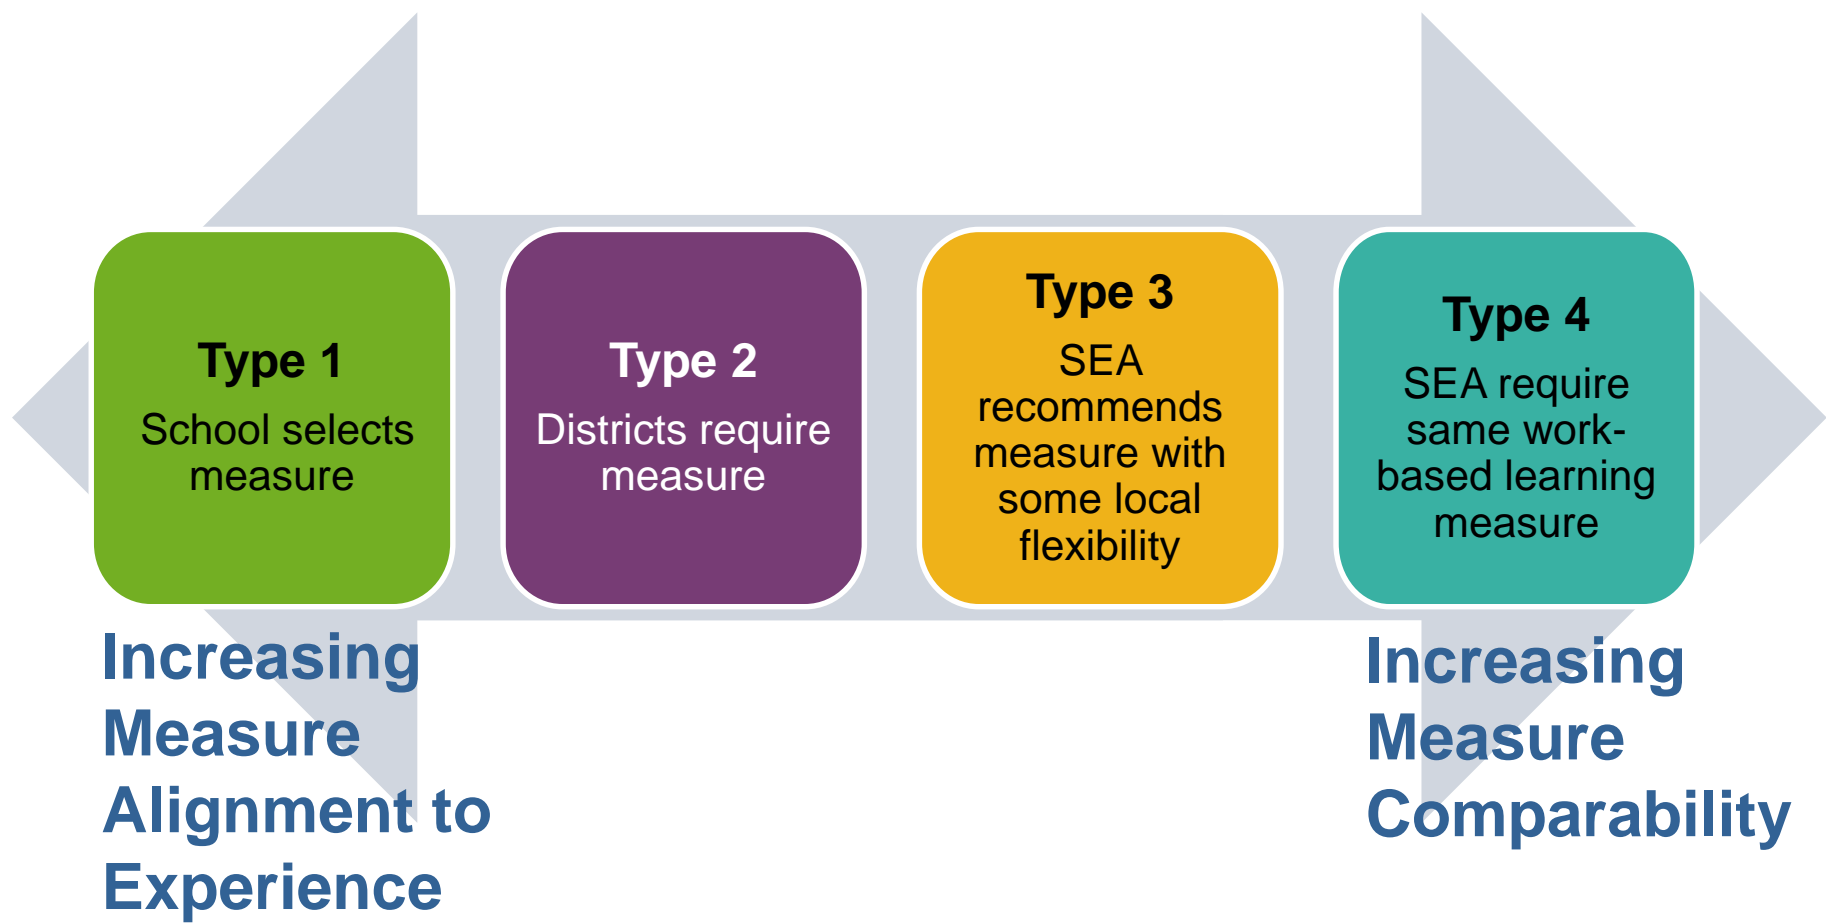 Type 1
School selects
measure
Type 2
Districts require
measure
Type 3
SEA
recommends
measure with
some local
flexibility
Type 4
SEA require
same work-
based learning
measure
Increasing
Measure
Alignment to
Experience
Increasing
Measure
Comparability